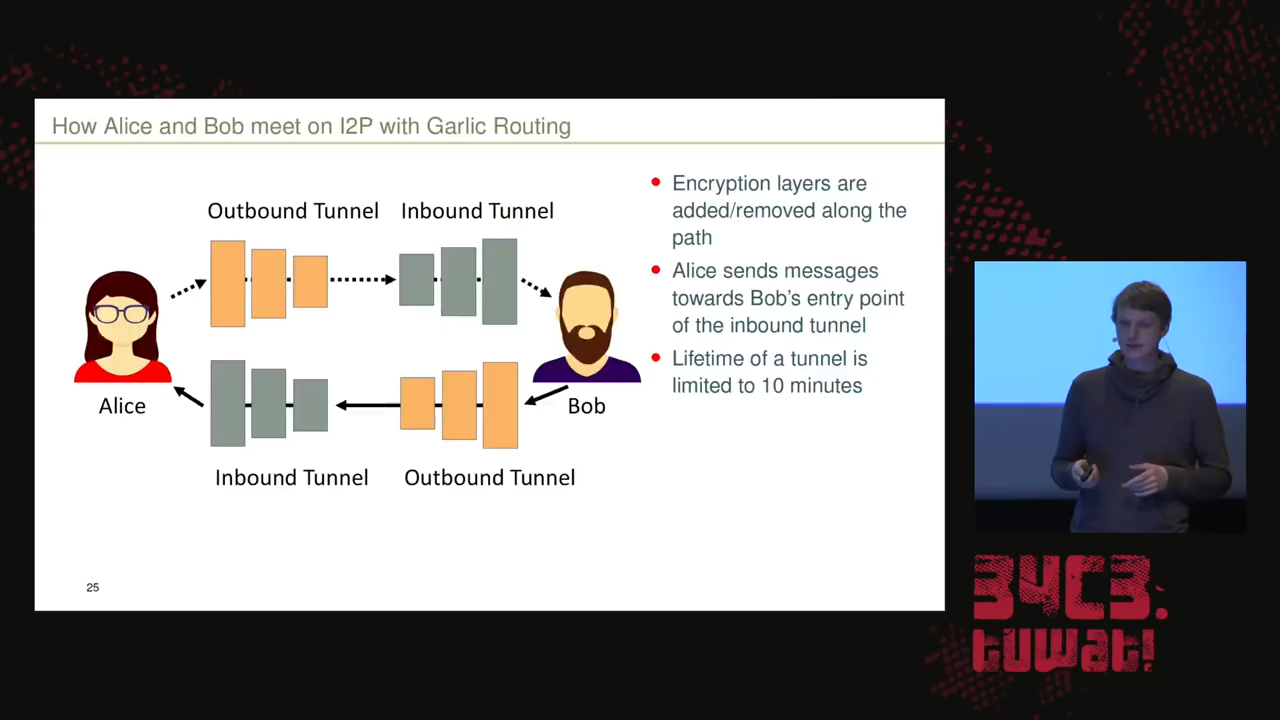 How Alice and Bob meet on I2P with Garlic Routing
Outbound Tunnel
Inbound Tunnel
Alice
Bob
Inbound Tunnel
Outbound Tunnel
Encryption layers are
added/removed along the
path
Alice sends messages
towards Bob's entry point
of the inbound tunnel
Lifetime of a tunnel is
limited to 10 minutes
25
34C3.
tuwat!